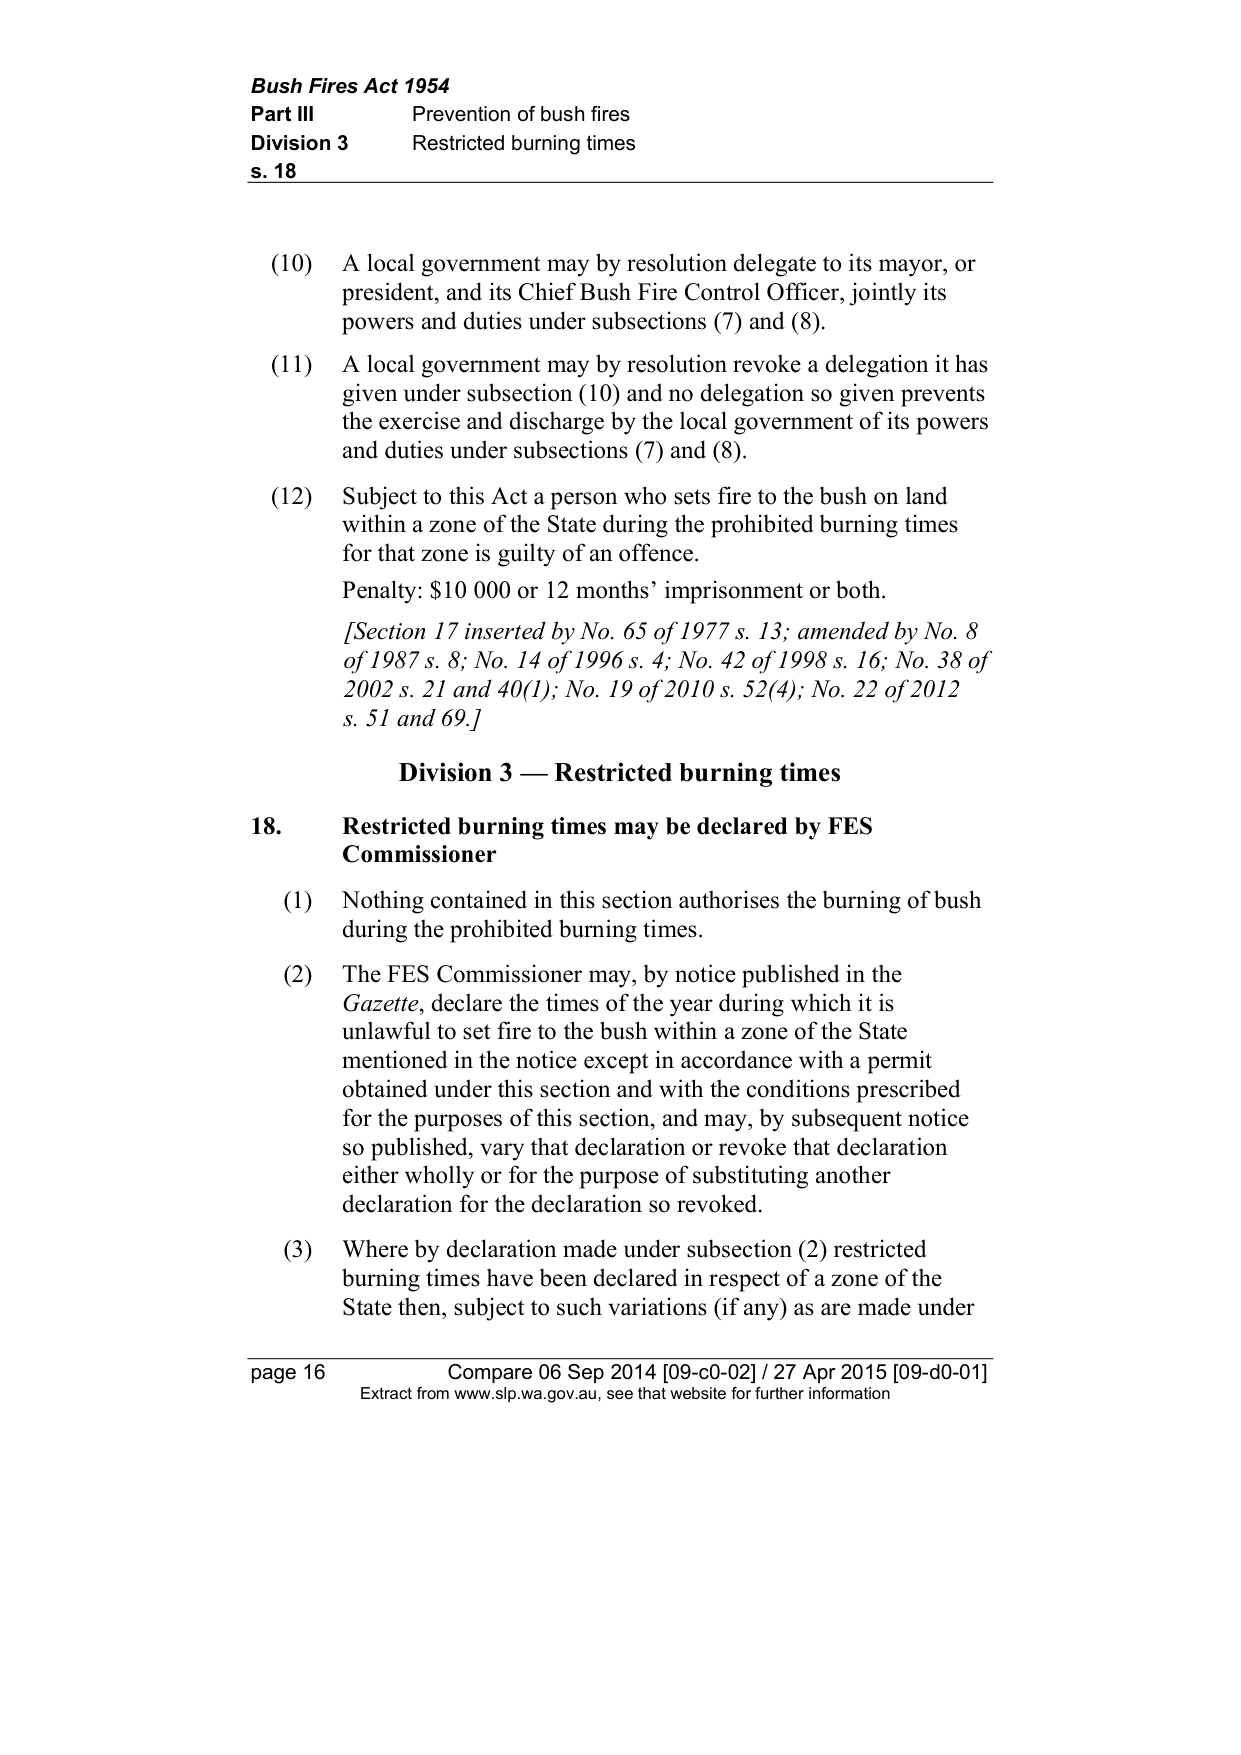 Bush Fires Act 1954
Part III Prevention of bush fires
Division 3 Restricted burning times
s. 18
(10) A local government may by resolution delegate to its mayor, or
president, and its Chief Bush Fire Control Officer, jointly its
powers and duties under subsections (7) and (8).
(11) A local government may by resolution revoke a delegation it has
given under subsection (10) and no delegation so given prevents
the exercise and discharge by the local government of its powers
and duties under subsections (7) and (8).
(12) Subject to this Act a person who sets fire to the bush on land
within a zone of the State during the prohibited burning times
for that zone is guilty of an offence.
Penalty: $10 000 or 12 months’ imprisonment or both.
[Section 17 inserted by No. 65 of 1977 s. 13; amended by No. 8
of 1987 s. 8; No. 14 of 1996 s. 4; No. 42 of 1998 s. 16; No. 38 of
2002 s. 21 and 40(1); No. 19 of 2010 s. 52(4); No. 22 of 2012
s. 51 and 69.]
Division 3 — Restricted burning times
18. Restricted burning times may be declared by FES
Commissioner
(1) Nothing contained in this section authorises the burning of bush
during the prohibited burning times.
(2) The FES Commissioner may, by notice published in the
Gazette, declare the times of the year during which it is
unlawful to set fire to the bush within a zone of the State
mentioned in the notice except in accordance with a permit
obtained under this section and with the conditions prescribed
for the purposes of this section, and may, by subsequent notice
so published, vary that declaration or revoke that declaration
either wholly or for the purpose of substituting another
declaration for the declaration so revoked.
(3) Where by declaration made under subsection (2) restricted
burning times have been declared in respect of a zone of the
State then, subject to such variations (if any) as are made under
page 16 Compare 06 Sep 2014 [09-c0-02] / 27 Apr 2015 [09-d0-01]
Extract from www.slp.wa.gov.au, see that website for further information